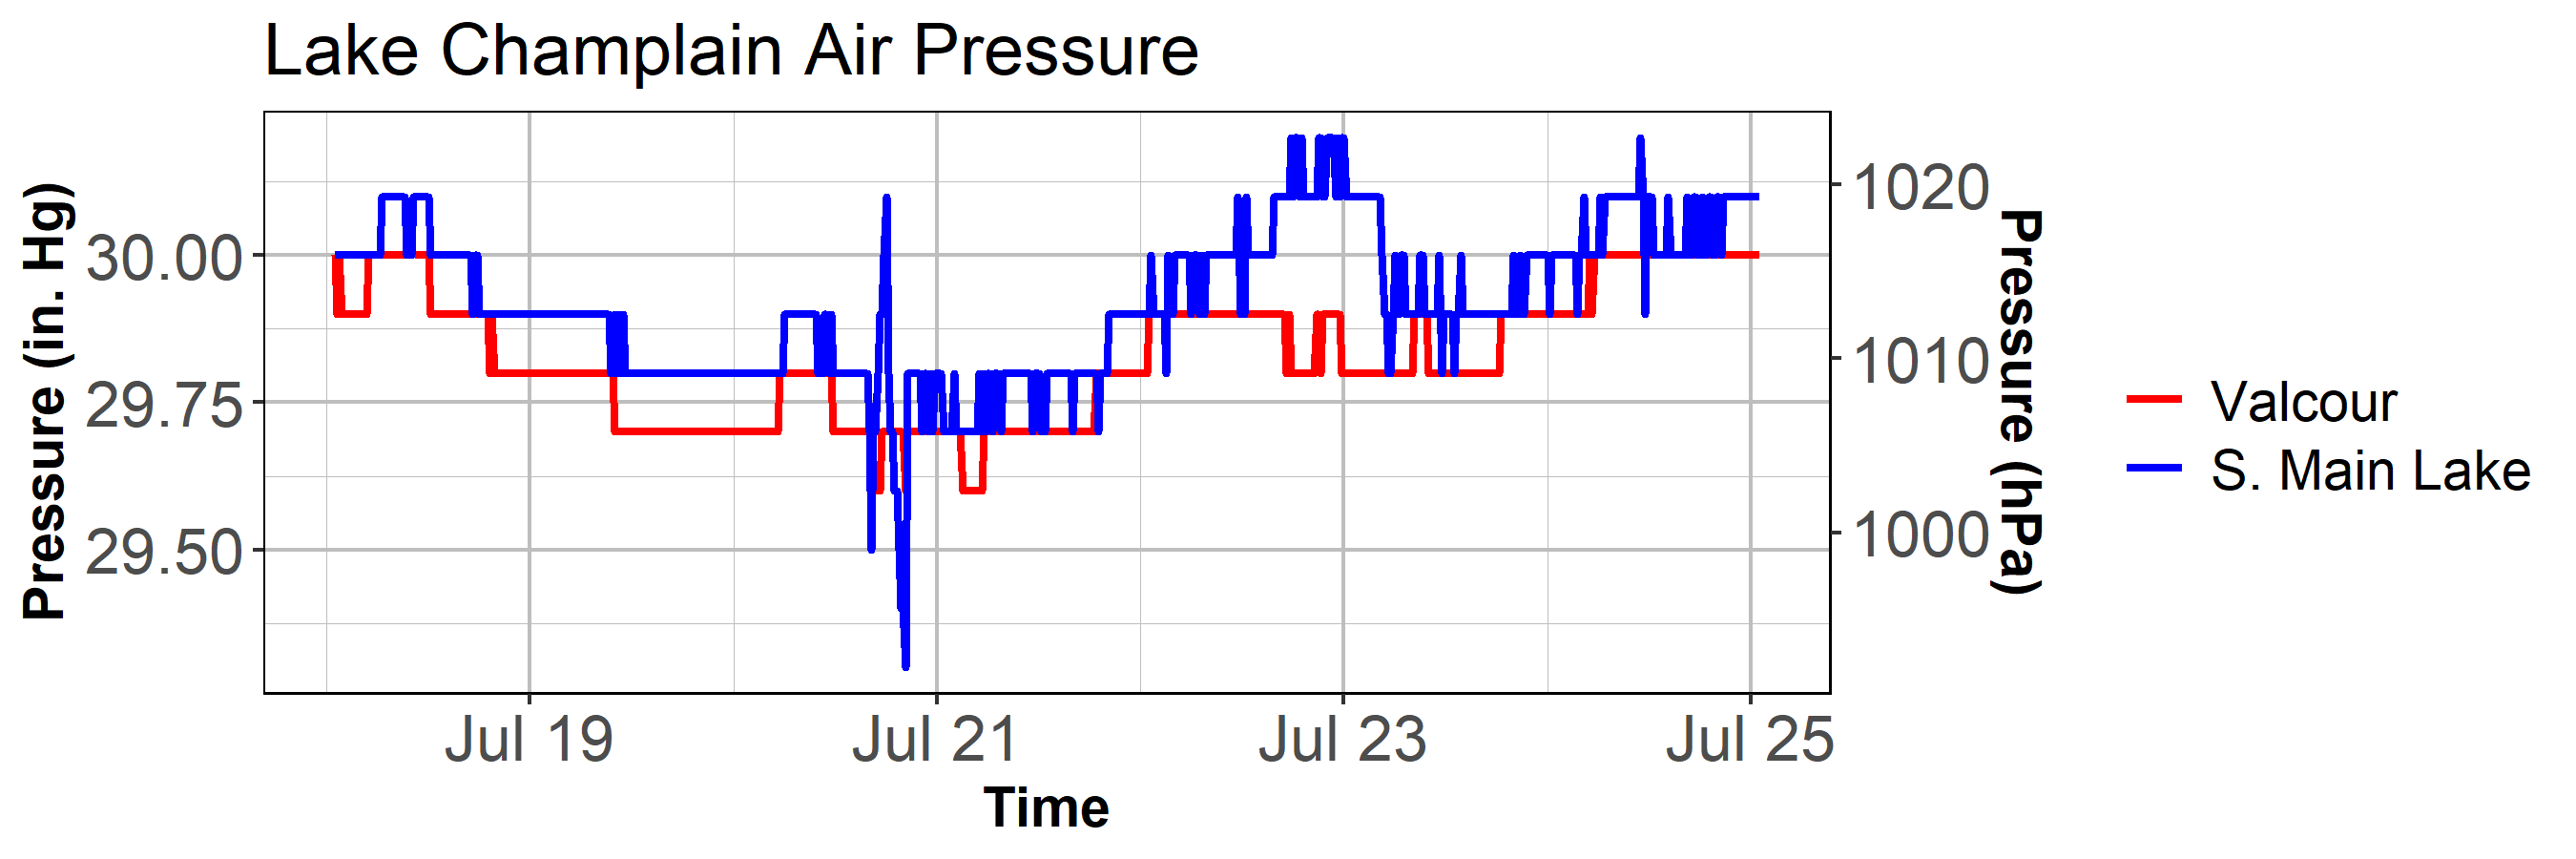 Lake Champlain Air Pressure
Pressure (in. Hg)
30.00
29.75
29.50
1020
1010
1000
Pressure (hPa)
Jul 19
Jul 21
Jul 23
Jul 25
Time
Valcour
S. Main Lake